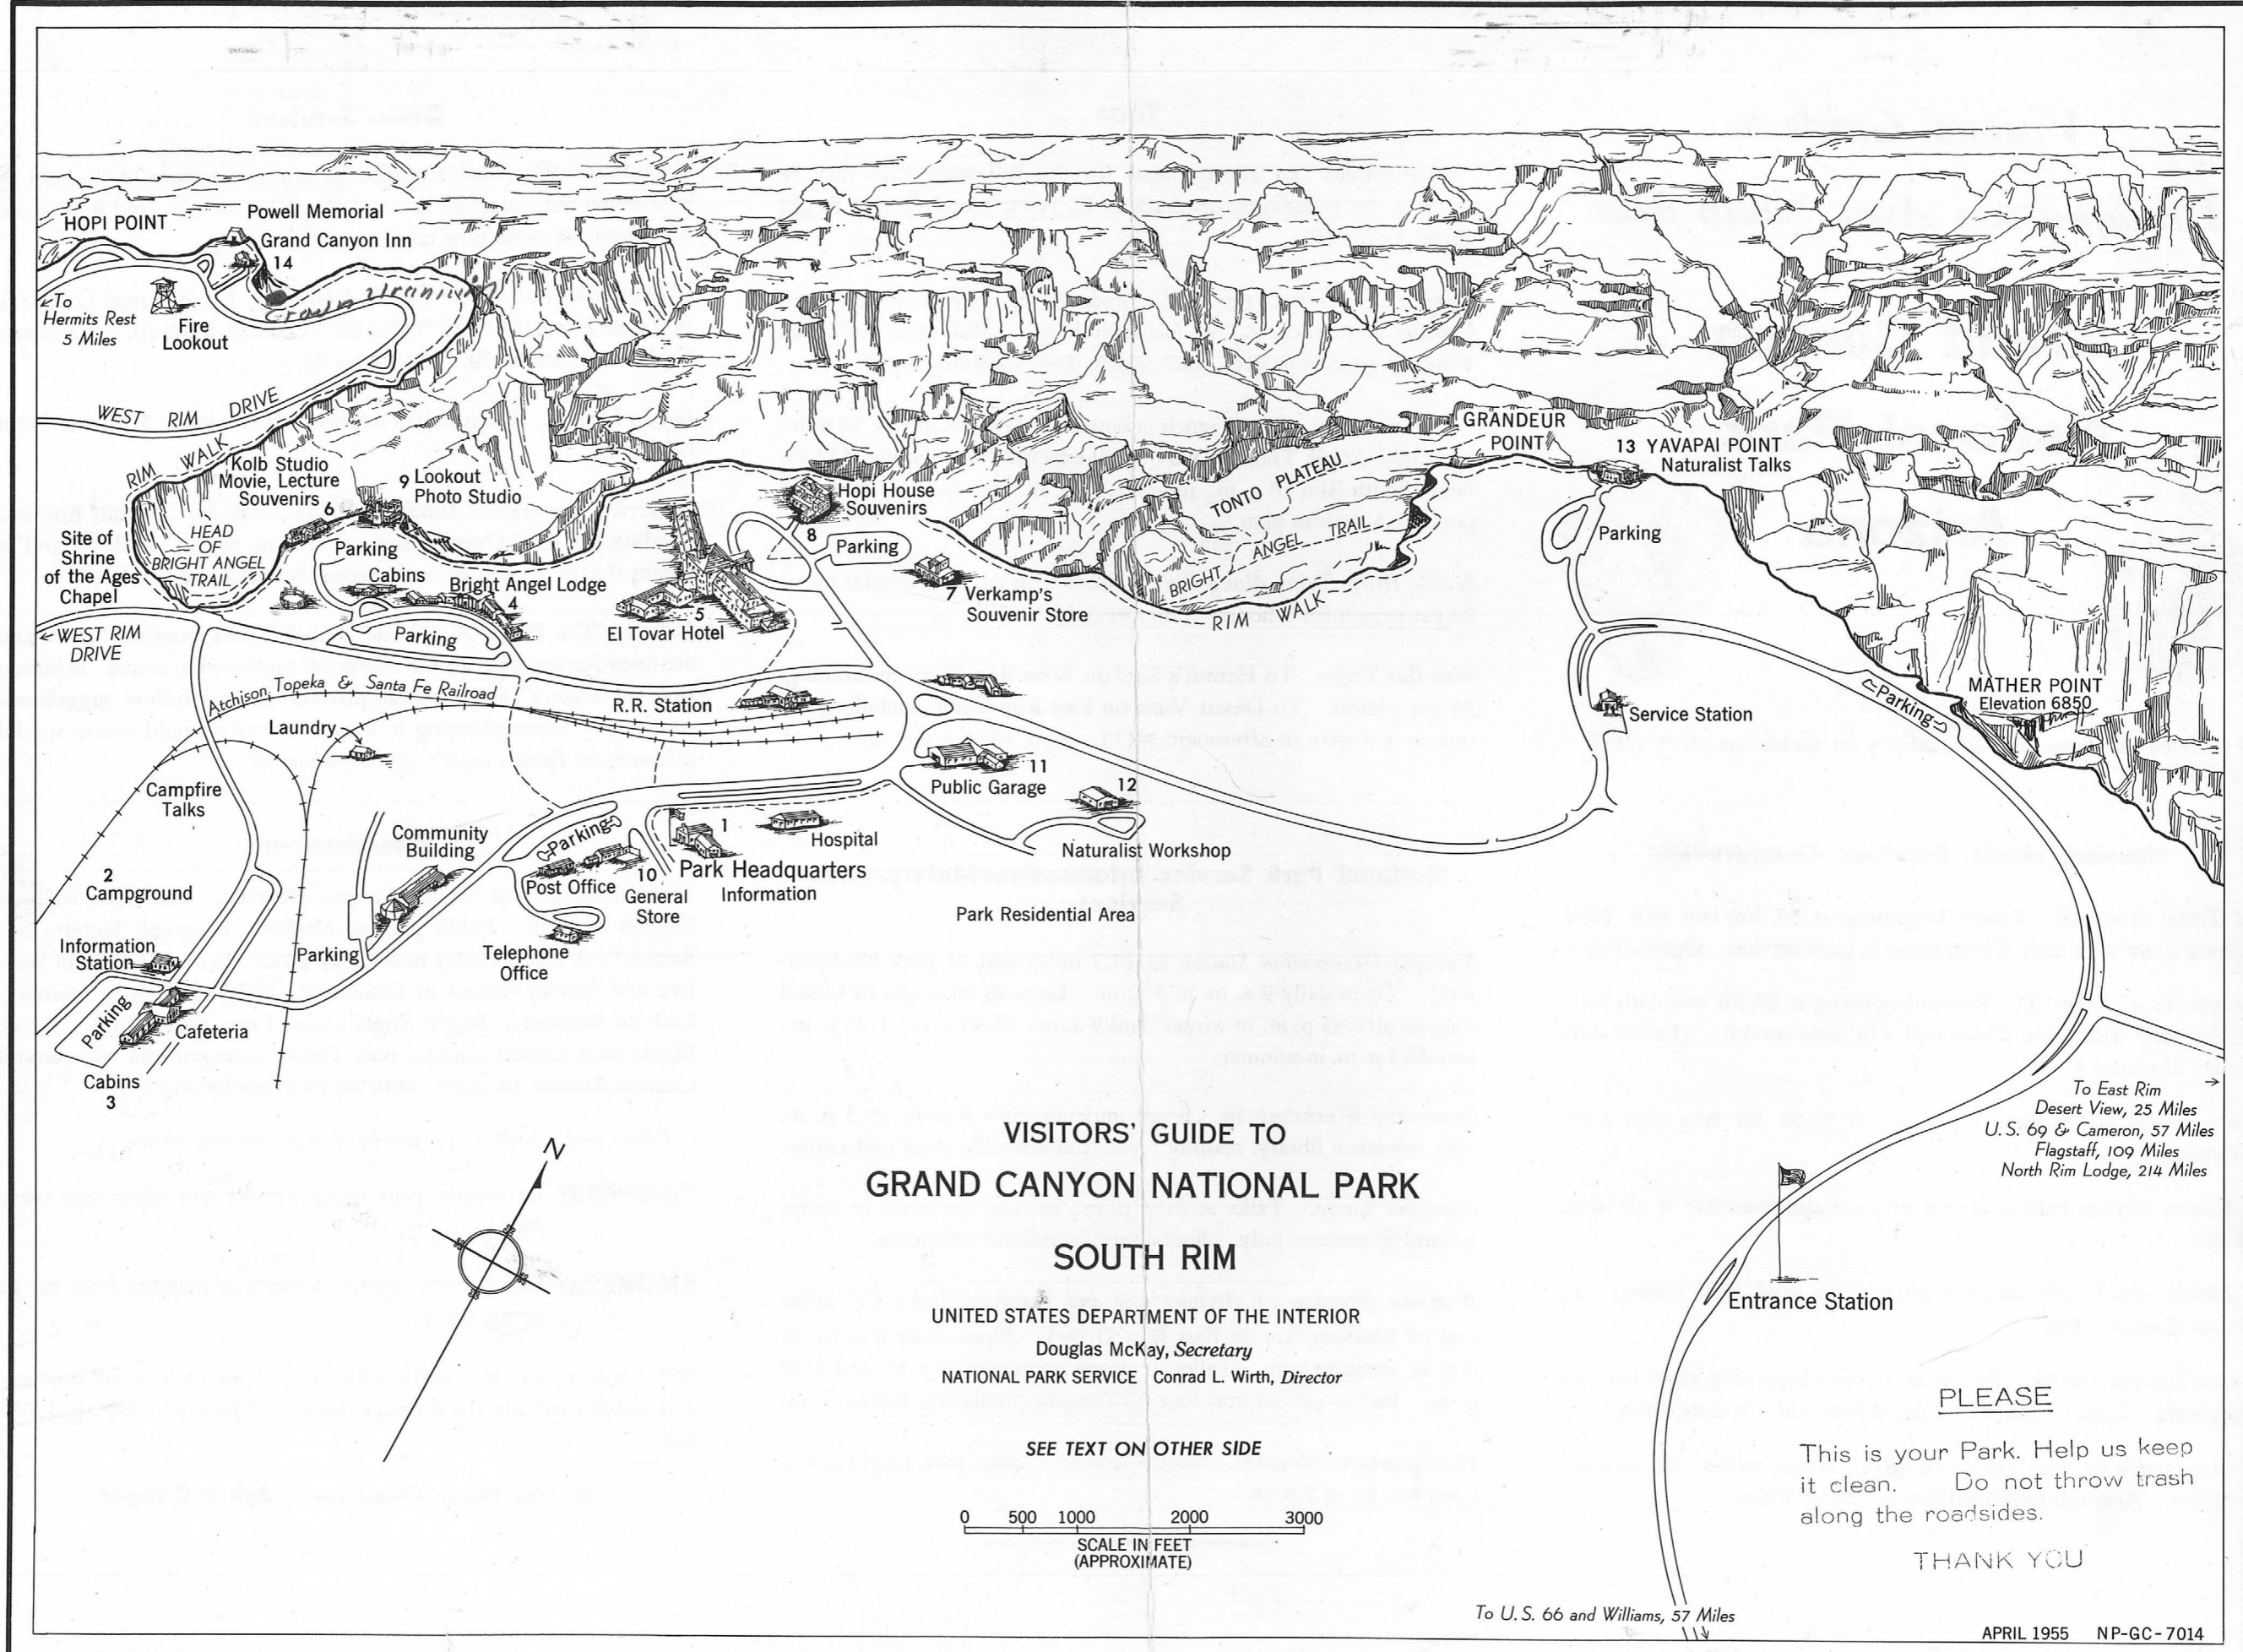 HOPI POINT
Powell Memorial
Grand Canyon Inn
14
Grown Uranium
To
Hermits Rest
5 Miles
Fire
Lookout
WEST RIM DRIVE
RIM WALK
Kolb Studio
Movie, Lecture
Souvenirs
6
9 Lookout
Photo Studio
Site of
Shrine
of the Ages
Chapel
HEAD
OF
BRIGHT ANGEL
TRAIL
Parking
Cabins
Bright Angel Lodge
4
Parking
WEST RIM
DRIVE
5
El Tovar Hotel
Hopi House
Souvenirs
8
Parking
7 Verkamp's
Souvenir Store
TONTO PLATEAU
BRIGHT ANGEL TRAIL
RIM WALK
GRANDEUR
POINT
13 YAVAPAI POINT
Naturalist Talks
Parking
Service Station
Parking
MATHER POINT
Elevation 6850
Atchison, Topeka & Santa Fe Railroad
Laundry
R.R. Station
Campfire
Talks
11
Public Garage
12
Naturalist Workshop
2
Campground
Community
Building
Parking
Post Office
10
General
Store
1
Park Headquarters
Information
Hospital
Park Residential Area
Information
Station
Parking
Telephone
Office
Parking
Cafeteria
Cabins
3
To East Rim
Desert View, 25 Miles
U.S. 69 & Cameron, 57 Miles
Flagstaff, 109 Miles
North Rim Lodge, 214 Miles
N
VISITORS' GUIDE TO
GRAND CANYON NATIONAL PARK
SOUTH RIM
UNITED STATES DEPARTMENT OF THE INTERIOR
Douglas McKay, Secretary
NATIONAL PARK SERVICE Conrad L. Wirth, Director
SEE TEXT ON OTHER SIDE
0 500 1000 2000 3000
SCALE IN FEET
(APPROXIMATE)
Entrance Station
PLEASE
This is your Park. Help us keep
it clean. Do not throw trash
along the roadsides.
THANK YOU
To U.S. 66 and Williams, 57 Miles
APRIL 1955 NP-GC-7014